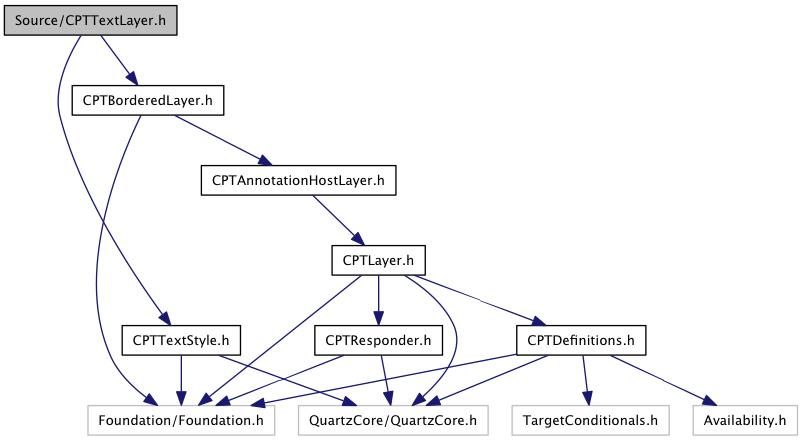 Source/CPTTextLayer.h
CPTBorderedLayer.h
CPTAnnotationHostLayer.h
CPTLayer.h
CPTTextStyle.h
CPTResponder.h
CPTDefinitions.h
Foundation/Foundation.h
QuartzCore/QuartzCore.h
TargetConditionals.h
Availability.h